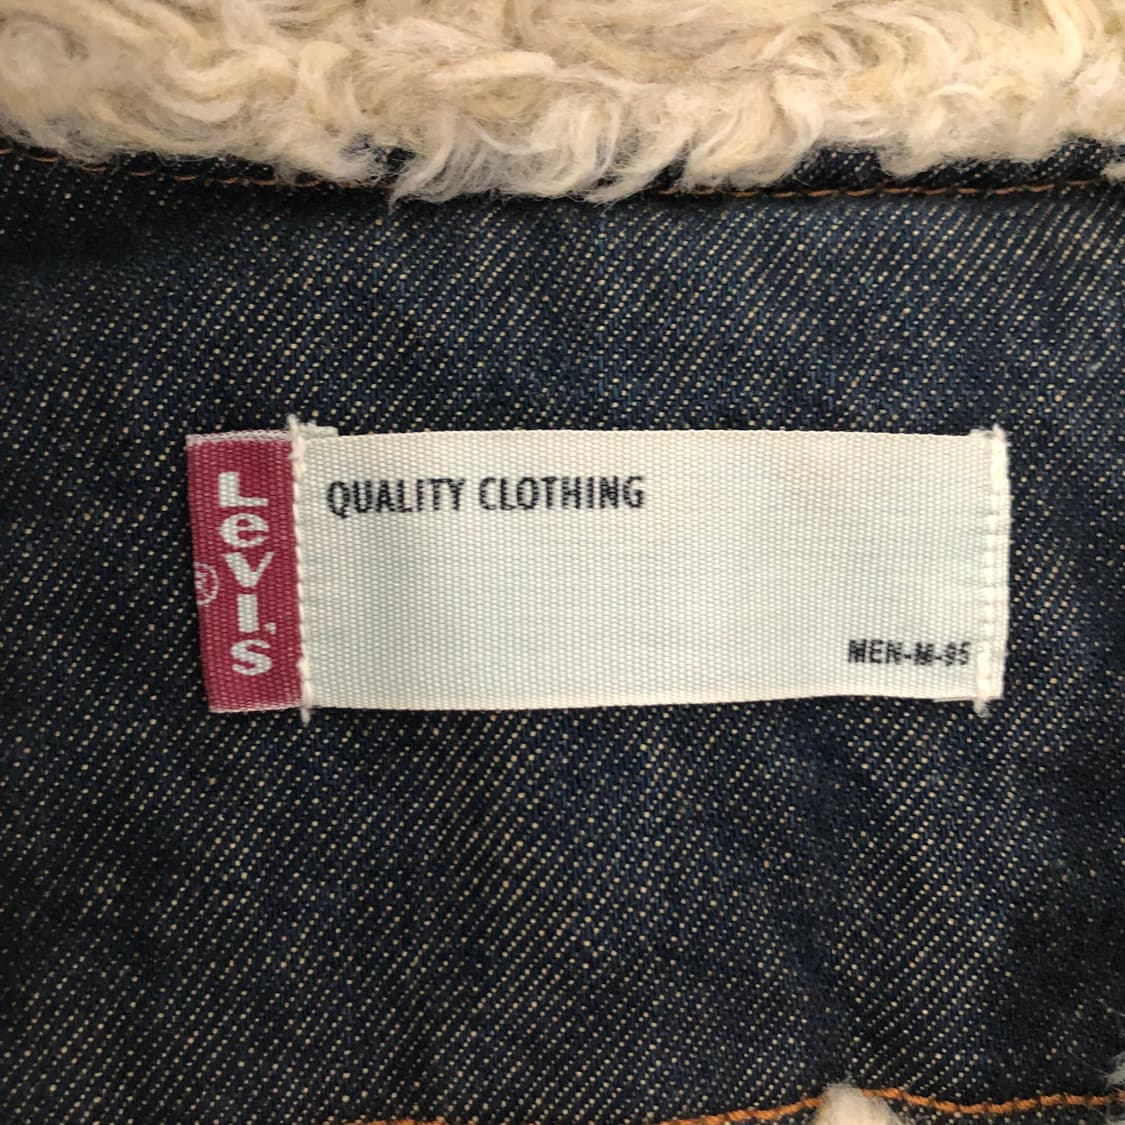 Levi's
®
QUALITY CLOTHING
MEN-M-95